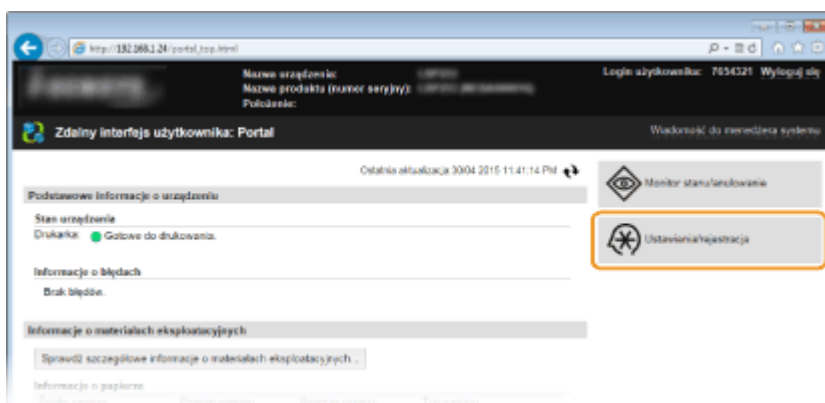 http://192.168.1.24/portal_top.html
Nazwa urządzenia:
Nazwa produktu (numer seryjny):
Położenie:
Login użytkownika: 7654321 Wyloguj się
Zdalny interfejs użytkownika: Portal
Wiadomość do menedżera systemu
Ostatnia aktualizacja: 30/04 2015 11:41:14 PM
Monitor stanu/anulowanie
Podstawowe informacje o urządzeniu
Stan urządzenia
Drukarka: Gotowe do drukowania.
Ustawienia/rejestracja
Informacje o błędach
Brak błędów.
Informacje o materiałach eksploatacyjnych
Sprawdź szczegółowe informacje o materiałach eksploatacyjnych...
Informacje o papierze